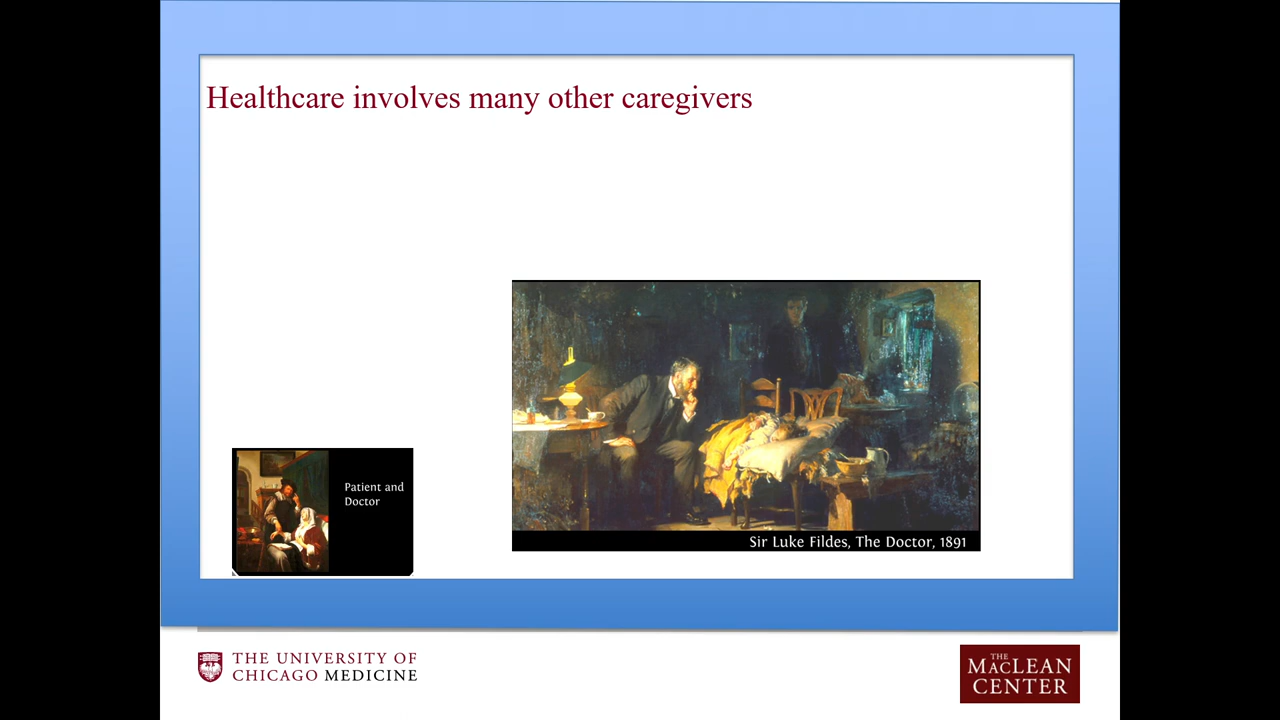 Healthcare involves many other caregivers
Patient and
Doctor
Sir Luke Fildes, The Doctor, 1891
THE UNIVERSITY OF
CHICAGO MEDICINE
THE
MACLEAN
CENTER